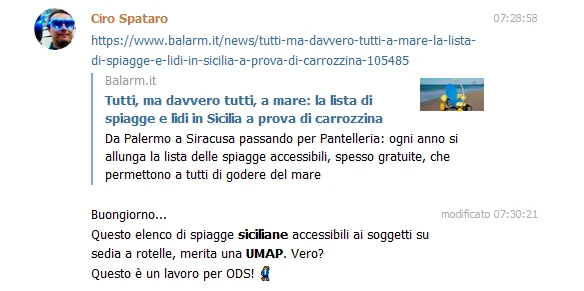 Ciro Spataro 07:28:58
https://www.balarm.it/news/tutti-ma-davvero-tutti-a-mare-la-lista-
di-spiagge-e-lidi-in-sicilia-a-prova-di-carrozzina-105485
Balarm.it
Tutti, ma davvero tutti, a mare: la lista di
spiagge e lidi in Sicilia a prova di carrozzina
Da Palermo a Siracusa passando per Pantelleria: ogni anno si
allunga la lista delle spiagge accessibili, spesso gratuite, che
permettono a tutti di godere del mare
Buongiorno... modificato 07:30:21
Questo elenco di spiagge siciliane accessibili ai soggetti su
sedia a rotelle, merita una UMAP. Vero?
Questo è un lavoro per ODS!